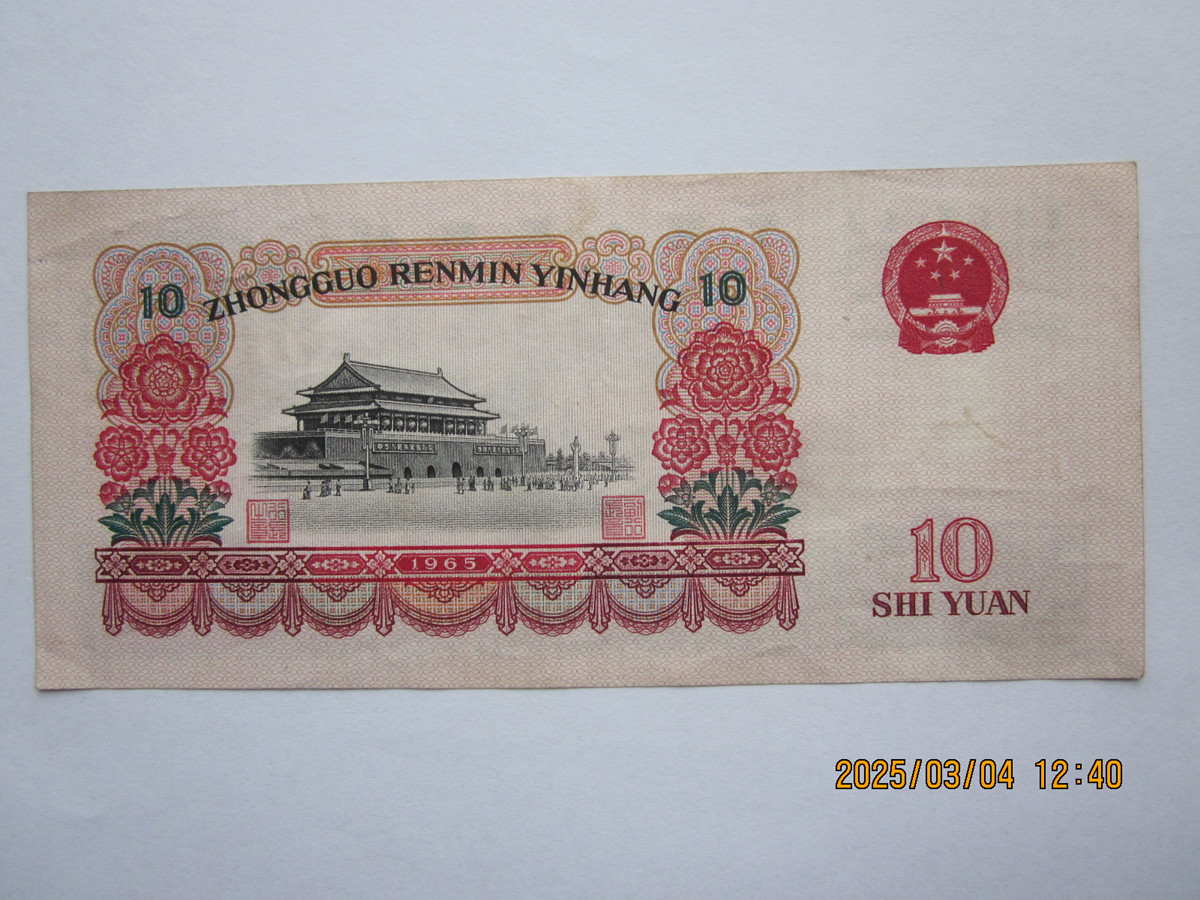 10 ZHONGGUO RENMIN YINHANG 10
1965
10
SHI YUAN
2025/03/04 12:40